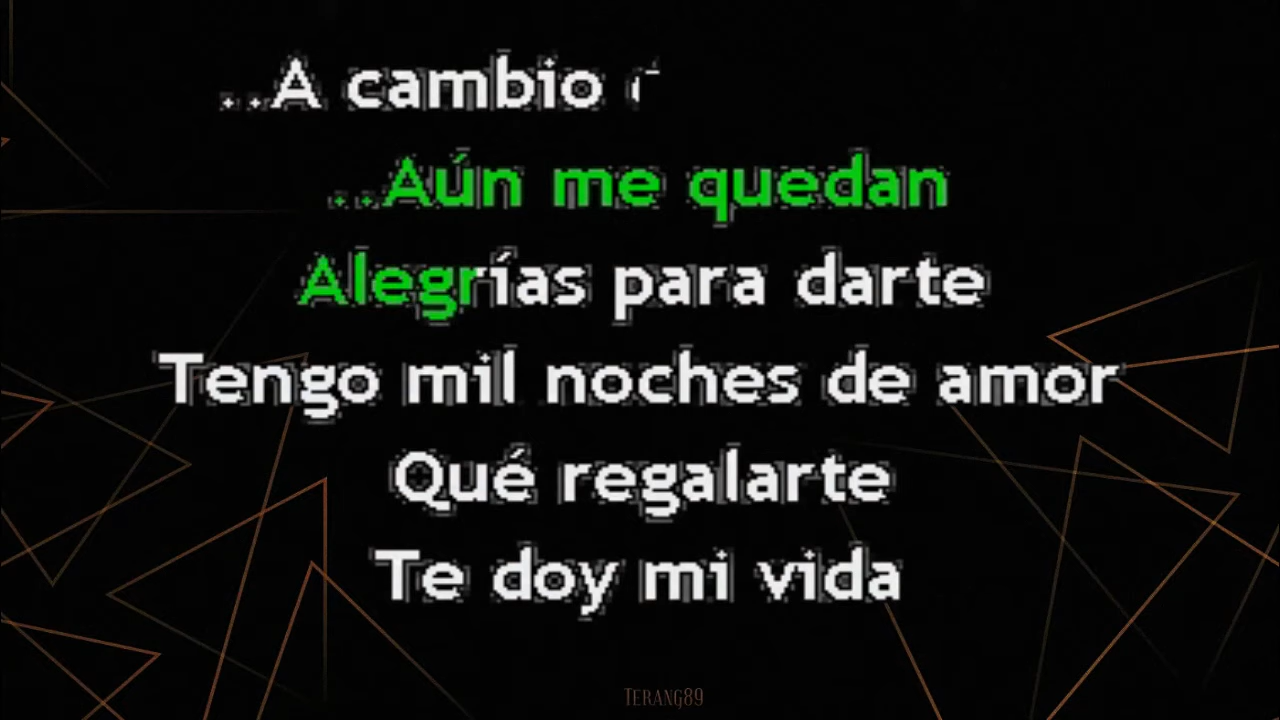 ...A cambio
...Aún me quedan
Alegrías para darte
Tengo mil noches de amor
Qué regalarte
Te doy mi vida
TERANG89